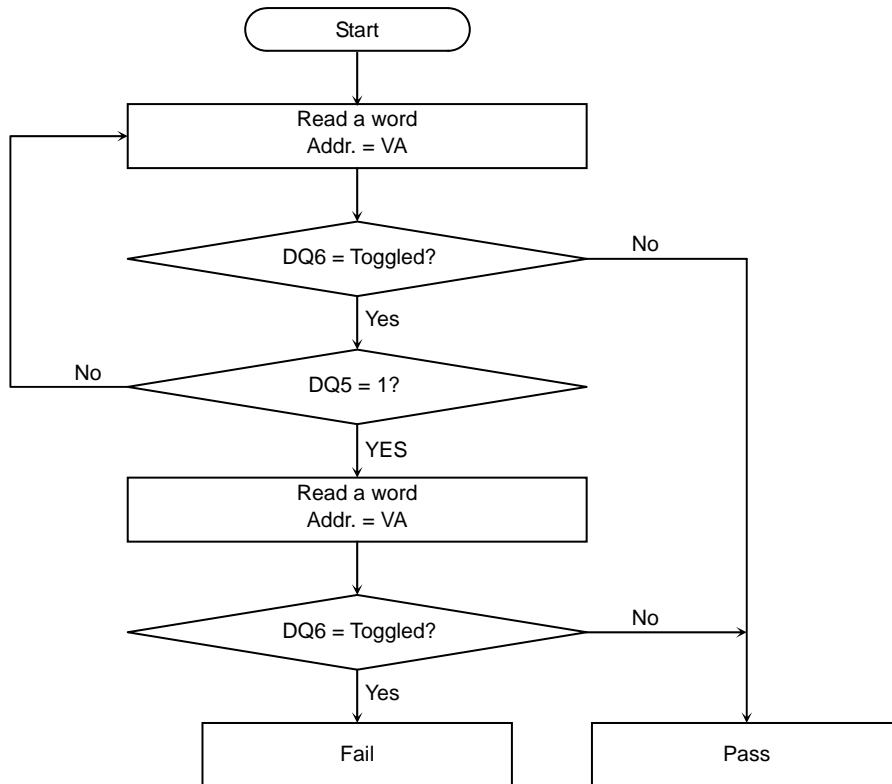 Start
Read a word
Addr. = VA
DQ6 = Toggled?
No
Yes
No
DQ5 = 1?
YES
Read a word
Addr. = VA
DQ6 = Toggled?
No
Yes
Fail
Pass